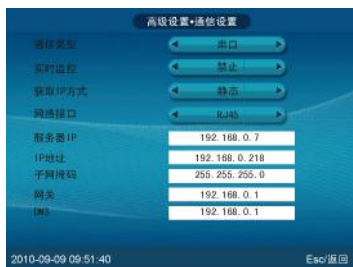 高级设置•通信设置
通信类型 ◀ 串口 ▶
实时监控 ◀ 禁止 ▶
获取IP方式 ◀ 静态 ▶
网络接口 ◀ RJ45 ▶
服务器IP 192.168.0.7
IP地址 192.168.0.218
子网掩码 255.255.255.0
网关 192.168.0.1
DNS 192.168.0.1
2010-09-09 09:51:40 Esc/返回